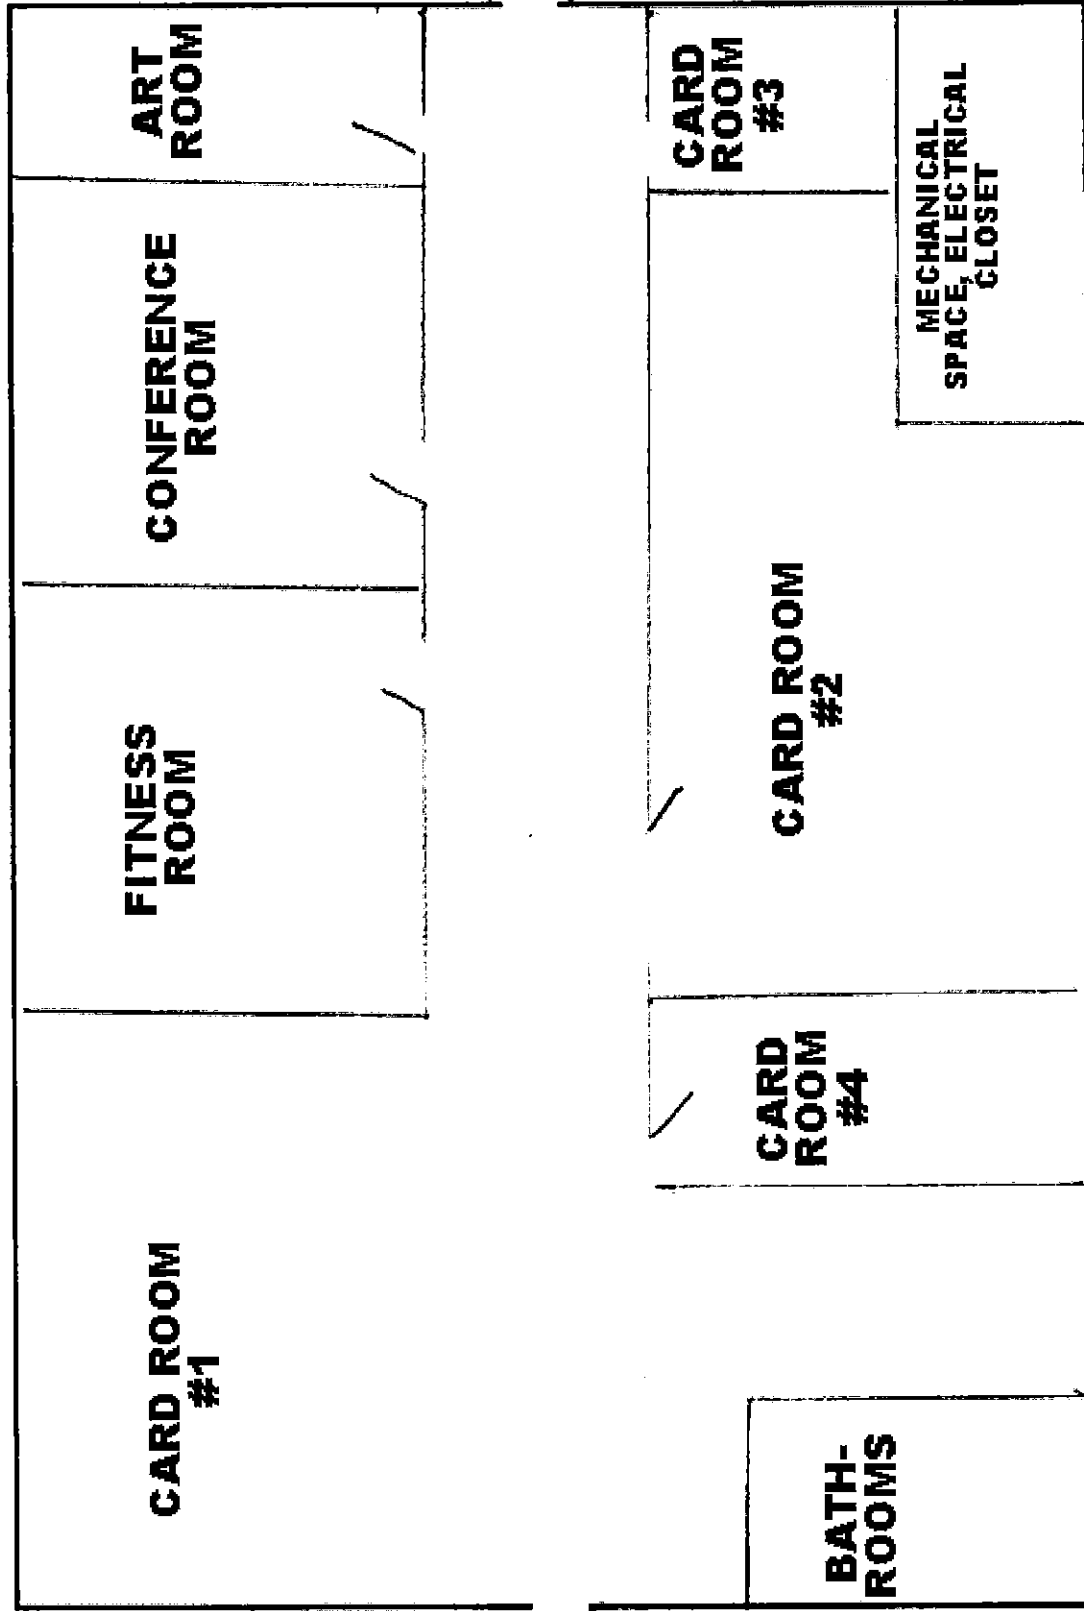 CARD ROOM
#1
FITNESS
ROOM
CONFERENCE
ROOM
ART
ROOM
BATH-
ROOMS
CARD
ROOM
#4
CARD ROOM
#2
CARD
ROOM
#3
MECHANICAL
SPACE, ELECTRICAL
CLOSET